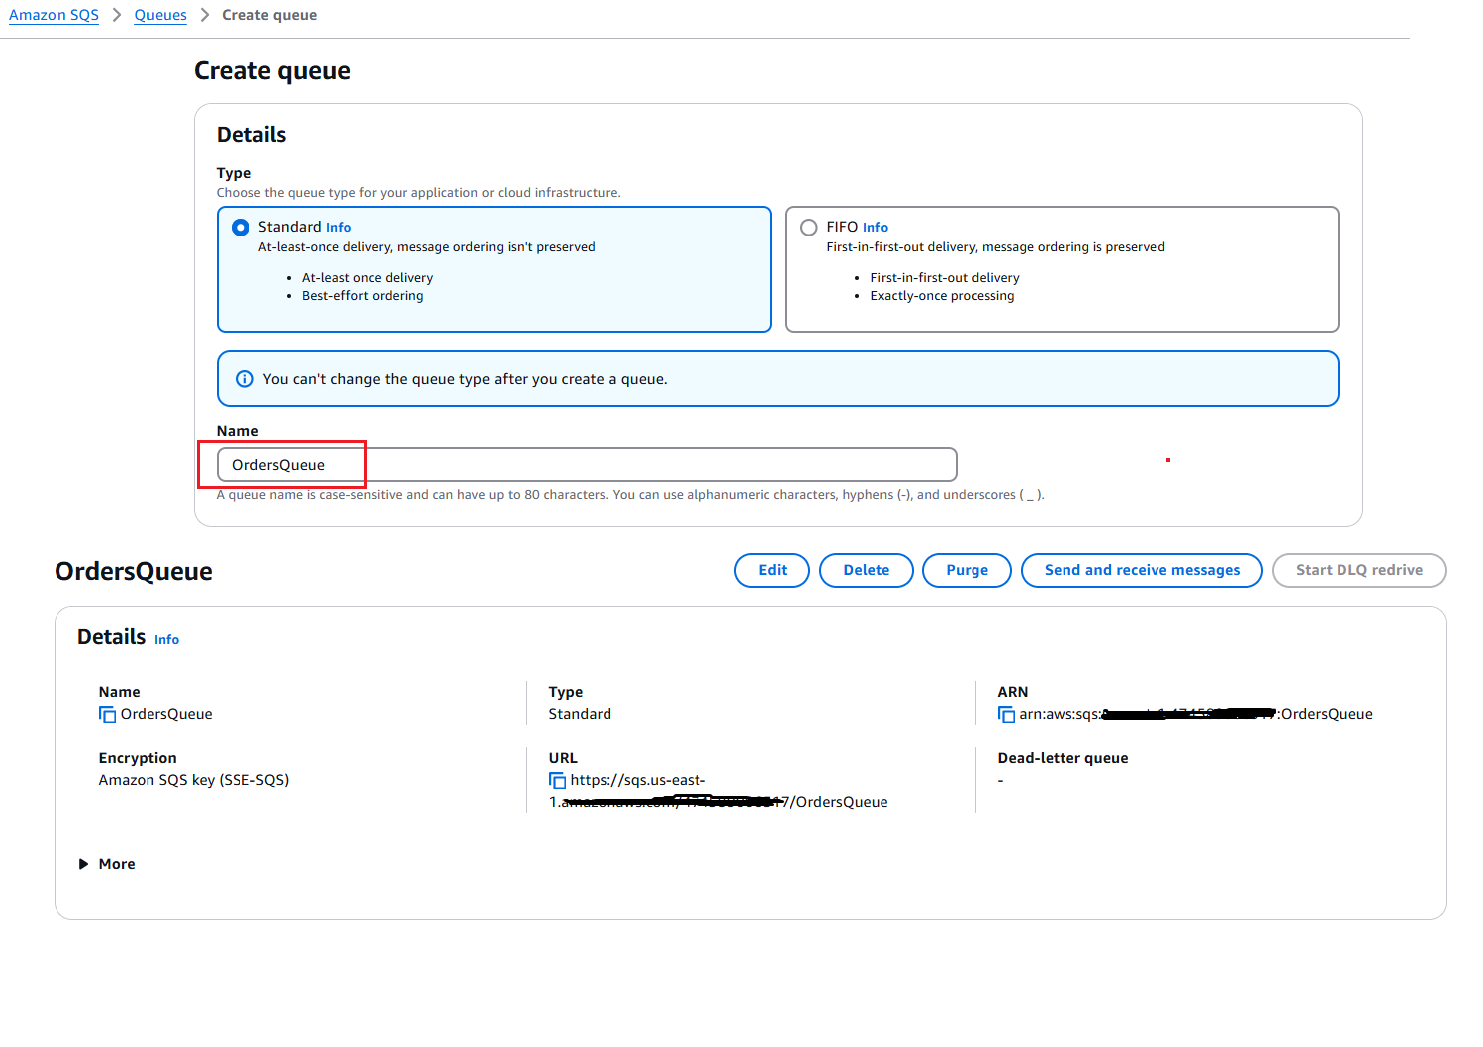 Amazon SQS > Queues > Create queue
Create queue
Details
Type
Choose the queue type for your application or cloud infrastructure.
Standard Info
At-least-once delivery, message ordering isn't preserved
• At-least once delivery
• Best-effort ordering
FIFO Info
First-in-first-out delivery, message ordering is preserved
• First-in-first-out delivery
• Exactly-once processing
You can't change the queue type after you create a queue.
Name
OrdersQueue
A queue name is case-sensitive and can have up to 80 characters. You can use alphanumeric characters, hyphens (-), and underscores ( _ ).
OrdersQueue
Edit
Delete
Purge
Send and receive messages
Start DLQ redrive
Details Info
Name
OrdersQueue
Type
Standard
ARN
arn:aws:sqs: :OrdersQueue
Encryption
Amazon SQS key (SSE-SQS)
URL
https://sqs.us-east-
1. /OrdersQueue
Dead-letter queue
-
More